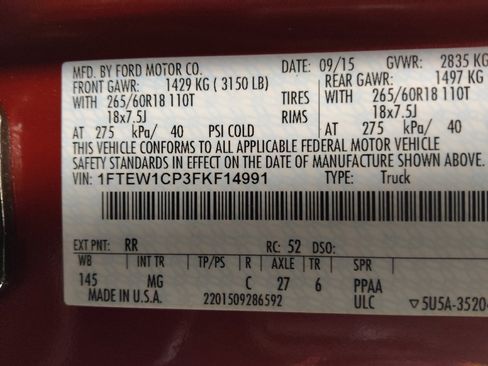 MFD. BY FORD MOTOR CO. DATE: 09/15 GVWR: 2835 KG
FRONT GAWR: 1429 KG ( 3150 LB) REAR GAWR: 1497 KG
WITH 265/60R18 110T TIRES WITH 265/60R18 110T
18x7.5J RIMS 18x7.5J
AT 275 kPa/ 40 PSI COLD AT 275 kPa/ 40
THIS VEHICLE CONFORMS TO ALL APPLICABLE FEDERAL MOTOR VEHICLE
SAFETY STANDARDS IN EFFECT ON THE DATE OF MANUFACTURE SHOWN
VIN: 1FTEW1CP3FKF14991 TYPE: Truck
EXT PNT: RR RC: 52 DSO:
WB INT TR TP/PS R AXLE TR SPR
145 MG C 27 6 PPAA
MADE IN U.S.A. 2201509286592 ULC ▽5U5A-3520